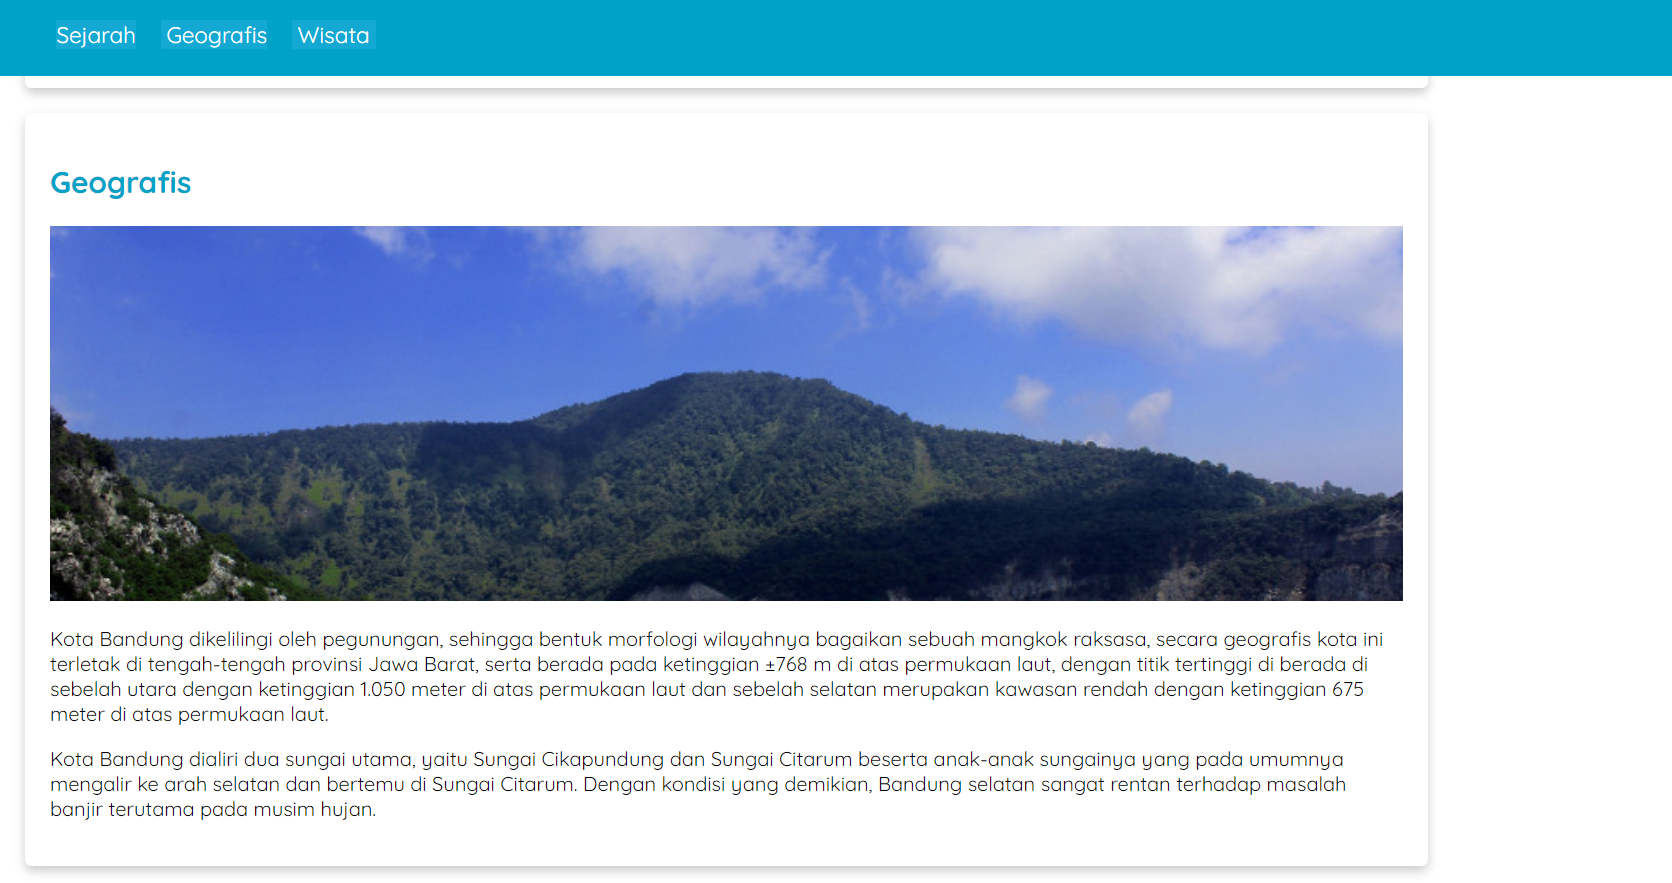 Sejarah Geografis Wisata
Geografis
Kota Bandung dikelilingi oleh pegunungan, sehingga bentuk morfologi wilayahnya bagaikan sebuah mangkok raksasa, secara geografis kota ini
terletak di tengah-tengah provinsi Jawa Barat, serta berada pada ketinggian ±768 m di atas permukaan laut, dengan titik tertinggi di berada di
sebelah utara dengan ketinggian 1.050 meter di atas permukaan laut dan sebelah selatan merupakan kawasan rendah dengan ketinggian 675
meter di atas permukaan laut.
Kota Bandung dialiri dua sungai utama, yaitu Sungai Cikapundung dan Sungai Citarum beserta anak-anak sungainya yang pada umumnya
mengalir ke arah selatan dan bertemu di Sungai Citarum. Dengan kondisi yang demikian, Bandung selatan sangat rentan terhadap masalah
banjir terutama pada musim hujan.